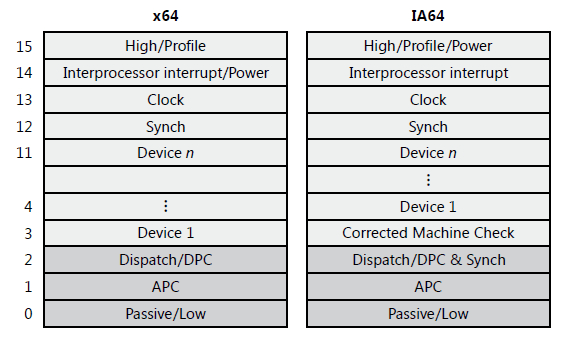 x64 IA64
15 High/Profile High/Profile/Power
14 Interprocessor interrupt/Power Interprocessor interrupt
13 Clock Clock
12 Synch Synch
11 Device n Device n
⋮
4 ⋮ Device 1
3 Device 1 Corrected Machine Check
2 Dispatch/DPC Dispatch/DPC & Synch
1 APC APC
0 Passive/Low Passive/Low